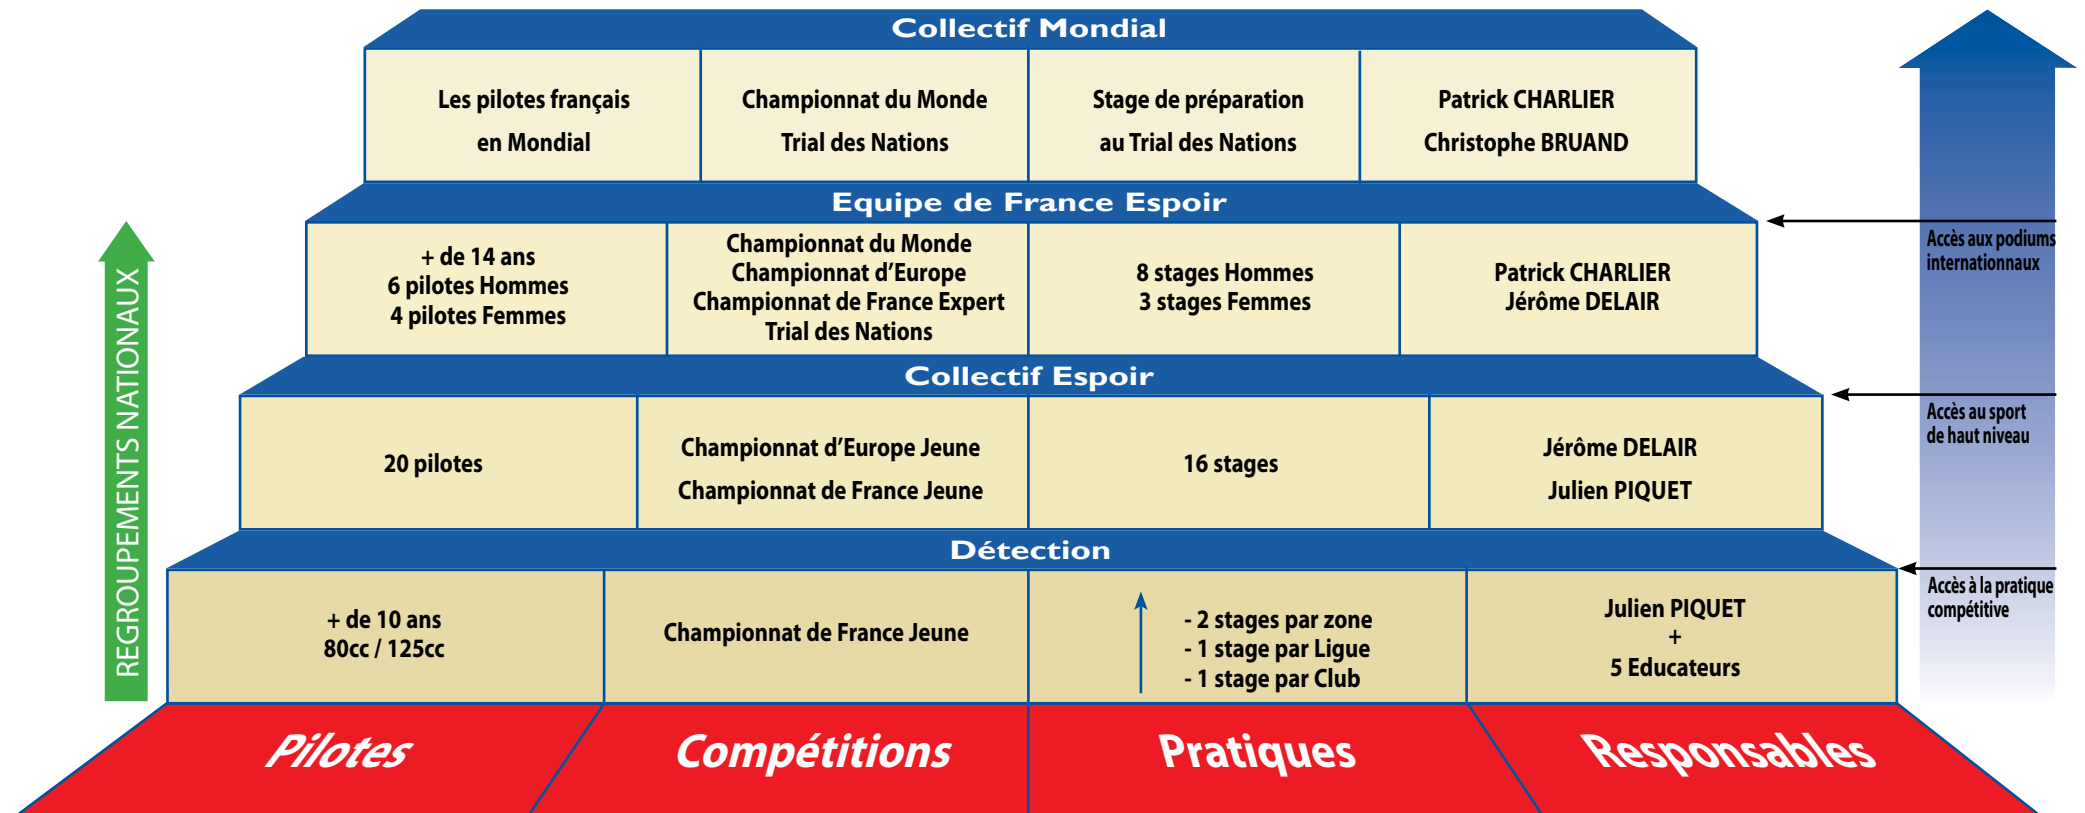 Collectif Mondial
Les pilotes français
en Mondial
Championnat du Monde
Trial des Nations
Stage de préparation
au Trial des Nations
Patrick CHARLIER
Christophe BRUAND
Equipe de France Espoir
+ de 14 ans
6 pilotes Hommes
4 pilotes Femmes
Championnat du Monde
Championnat d'Europe
Championnat de France Expert
Trial des Nations
8 stages Hommes
3 stages Femmes
Patrick CHARLIER
Jérôme DELAIR
Collectif Espoir
20 pilotes
Championnat d'Europe Jeune
Championnat de France Jeune
16 stages
Jérôme DELAIR
Julien PIQUET
Détection
+ de 10 ans
80cc / 125cc
Championnat de France Jeune
- 2 stages par zone
- 1 stage par Ligue
- 1 stage par Club
Julien PIQUET
+
5 Educateurs
Pilotes
Compétitions
Pratiques
Responsables
REGROUPEMENTS NATIONAUX
Accès aux podiums
internationnaux
Accès au sport
de haut niveau
Accès à la pratique
compétitive